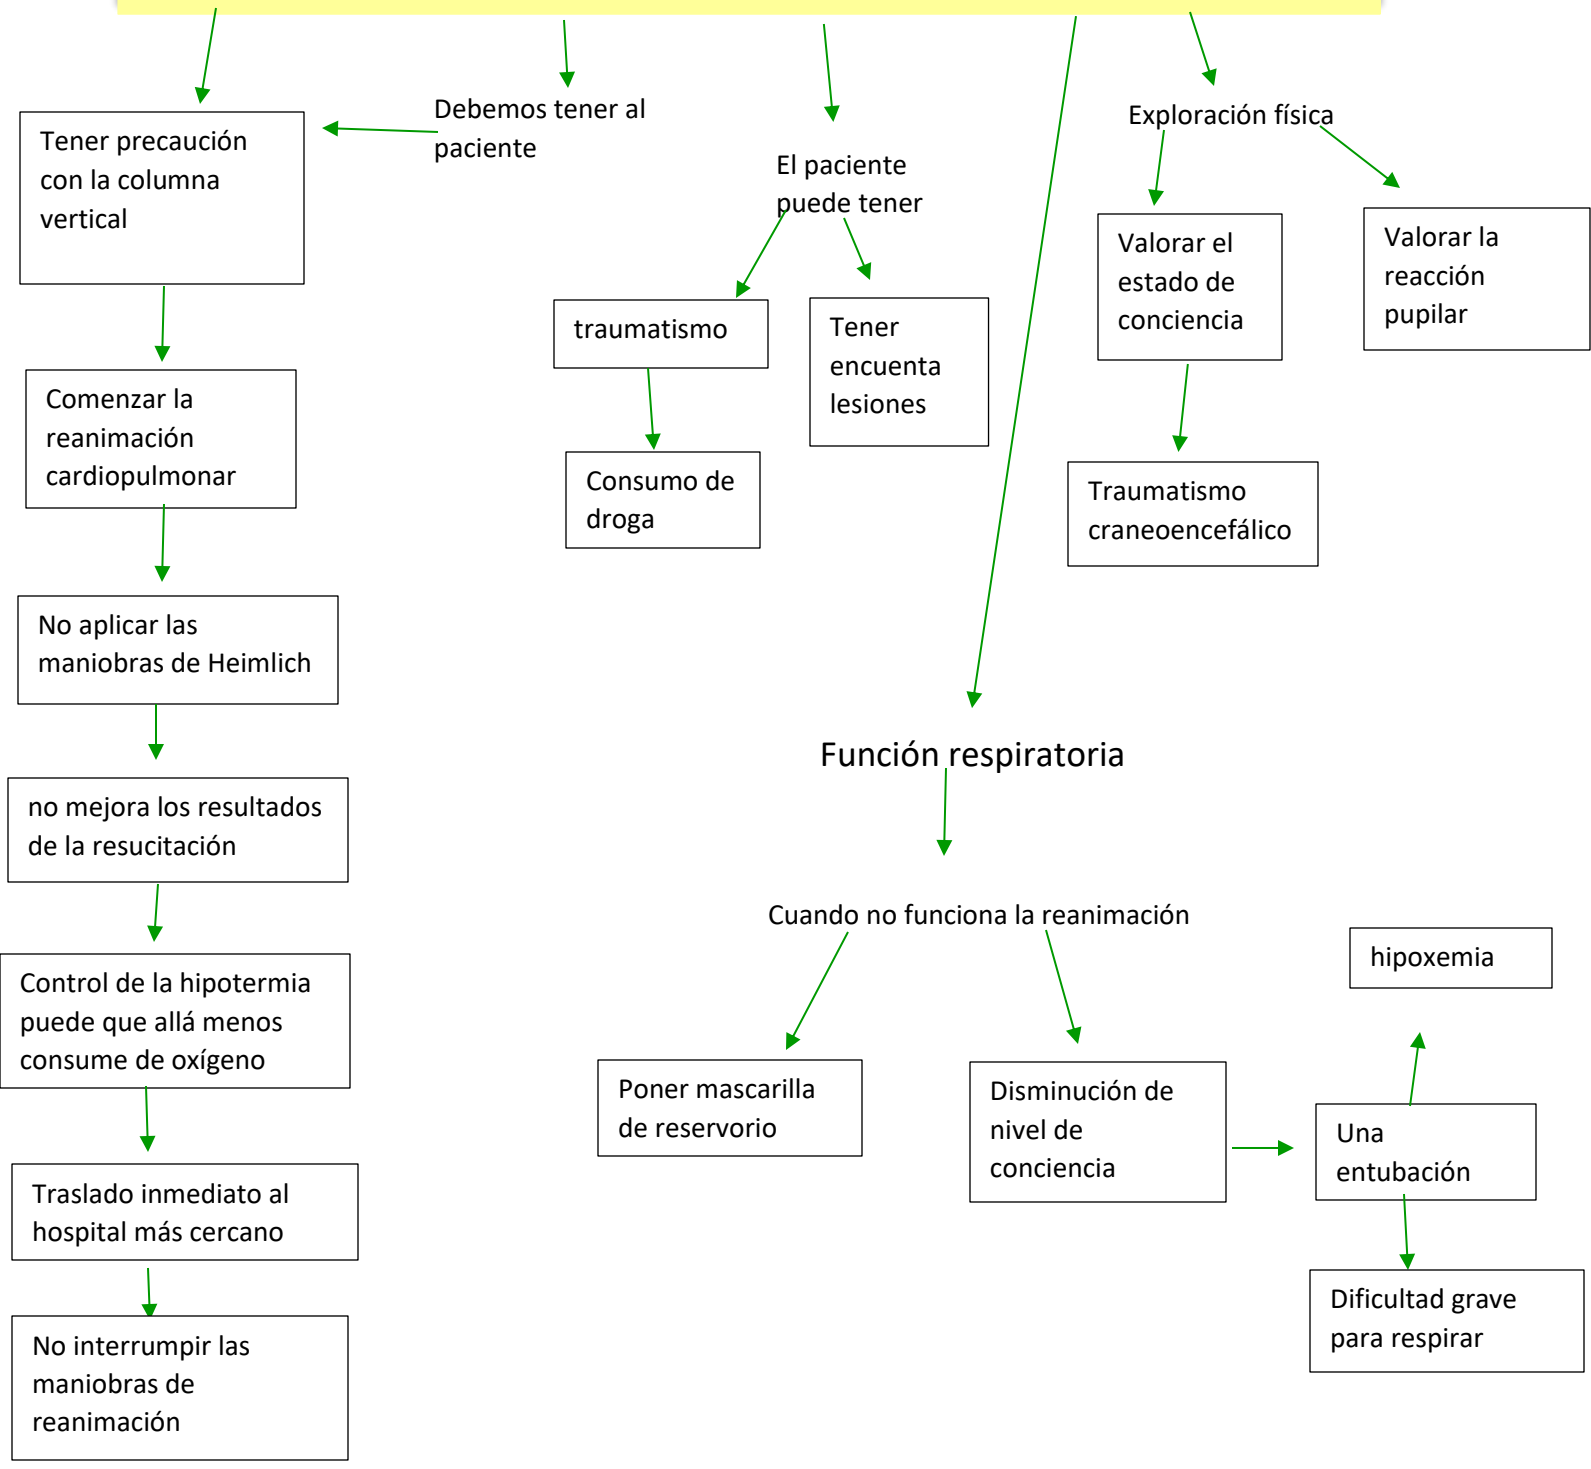 Debemos tener al
paciente
Tener precaución
con la columna
vertical
El paciente
puede tener
Exploración física
Valorar el
estado de
conciencia
Valorar la
reacción
pupilar
traumatismo
Tener
encuenta
lesiones
Comenzar la
reanimación
cardiopulmonar
Consumo de
droga
Traumatismo
craneoencefálico
No aplicar las
maniobras de Heimlich
Función respiratoria
no mejora los resultados
de la resucitación
Cuando no funciona la reanimación
hipoxemia
Control de la hipotermia
puede que allá menos
consume de oxígeno
Poner mascarilla
de reservorio
Disminución de
nivel de
conciencia
Una
entubación
Traslado inmediato al
hospital más cercano
Dificultad grave
para respirar
No interrumpir las
maniobras de
reanimación